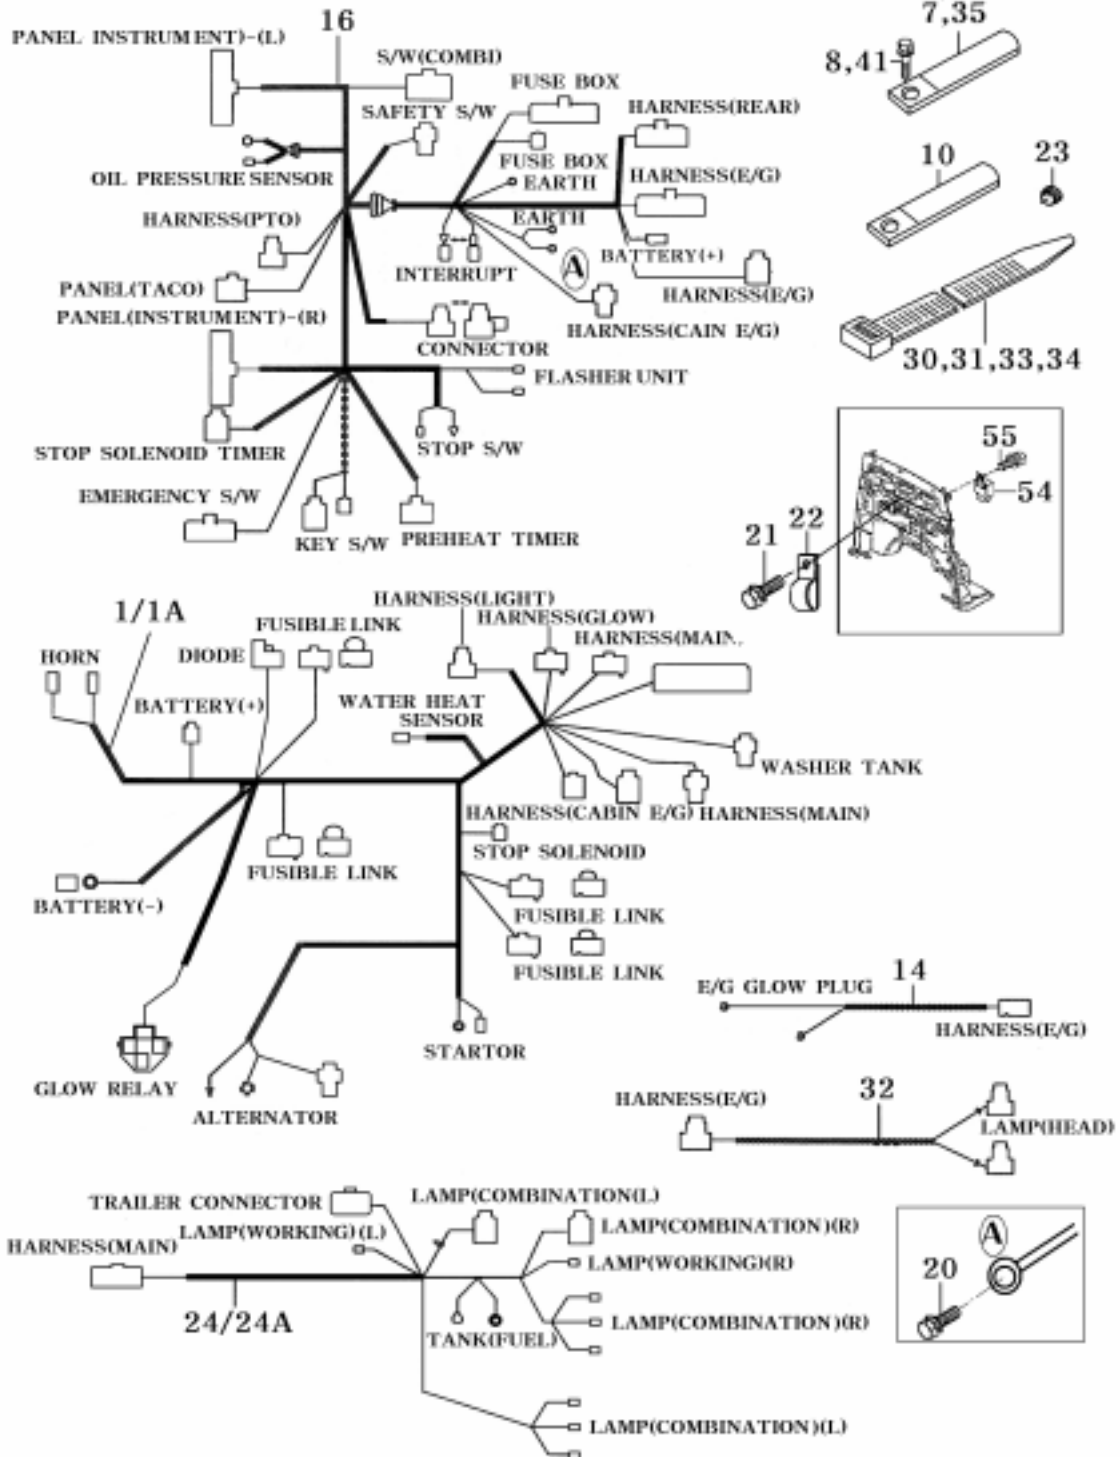 16
PANEL INSTRUMENT)-(L)
S/W(COMBI)
FUSE BOX
SAFETY S/W
HARNESS(REAR)
OIL PRESSURE SENSOR
FUSE BOX
EARTH
HARNESS(E/G)
HARNESS(PTO)
EARTH
BATTERY(+)
INTERRUPT
A
PANEL(TACO)
HARNESS(E/G)
PANEL(INSTRUMENT)-(R)
HARNESS(CAIN E/G)
CONNECTOR
FLASHER UNIT
STOP SOLENOID TIMER
STOP S/W
EMERGENCY S/W
KEY S/W
PREHEAT TIMER
7,35
8,41
10
23
30,31,33,34
55
54
22
21
1/1A
HORN
DIODE
FUSIBLE LINK
BATTERY(+)
HARNESS(LIGHT)
HARNESS(GLOW)
HARNESS(MAIN,
WATER HEAT
SENSOR
WASHER TANK
HARNESS(CABIN E/G)
HARNESS(MAIN)
STOP SOLENOID
FUSIBLE LINK
BATTERY(-)
FUSIBLE LINK
FUSIBLE LINK
STARTOR
GLOW RELAY
ALTERNATOR
14
E/G GLOW PLUG
HARNESS(E/G)
32
HARNESS(E/G)
LAMP(HEAD)
TRAILER CONNECTOR
LAMP(COMBINATION(L)
LAMP(WORKING)(L)
LAMP(COMBINATION)(R)
HARNESS(MAIN)
LAMP(WORKING)(R)
24/24A
TANK(FUEL)
LAMP(COMBINATION)(R)
LAMP(COMBINATION)(L)
A
20